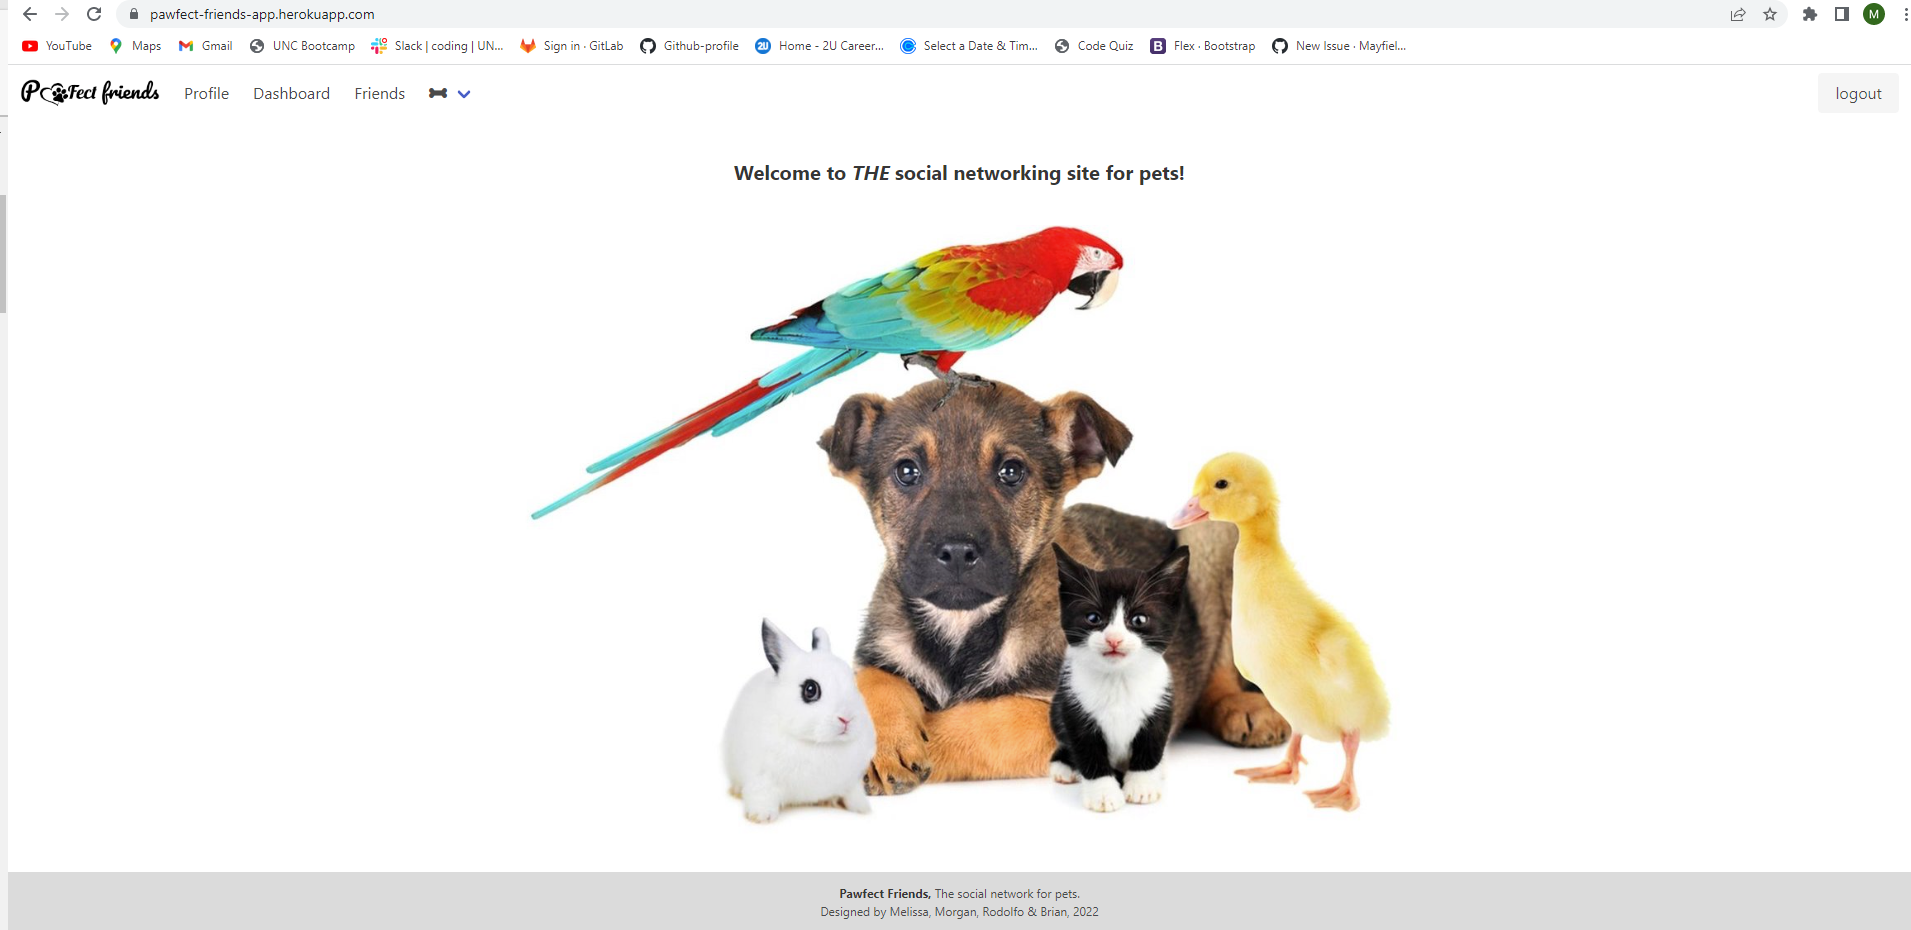 pawfect-friends-app.herokuapp.com
M
YouTube Maps Gmail UNC Bootcamp Slack | coding | UN... Sign in · GitLab Github-profile 2U Home - 2U Career... Select a Date & Tim... Code Quiz B Flex · Bootstrap New Issue · Mayfiel...
PawFect friends Profile Dashboard Friends logout
Welcome to THE social networking site for pets!
Pawfect Friends, The social network for pets.
Designed by Melissa, Morgan, Rodolfo & Brian, 2022